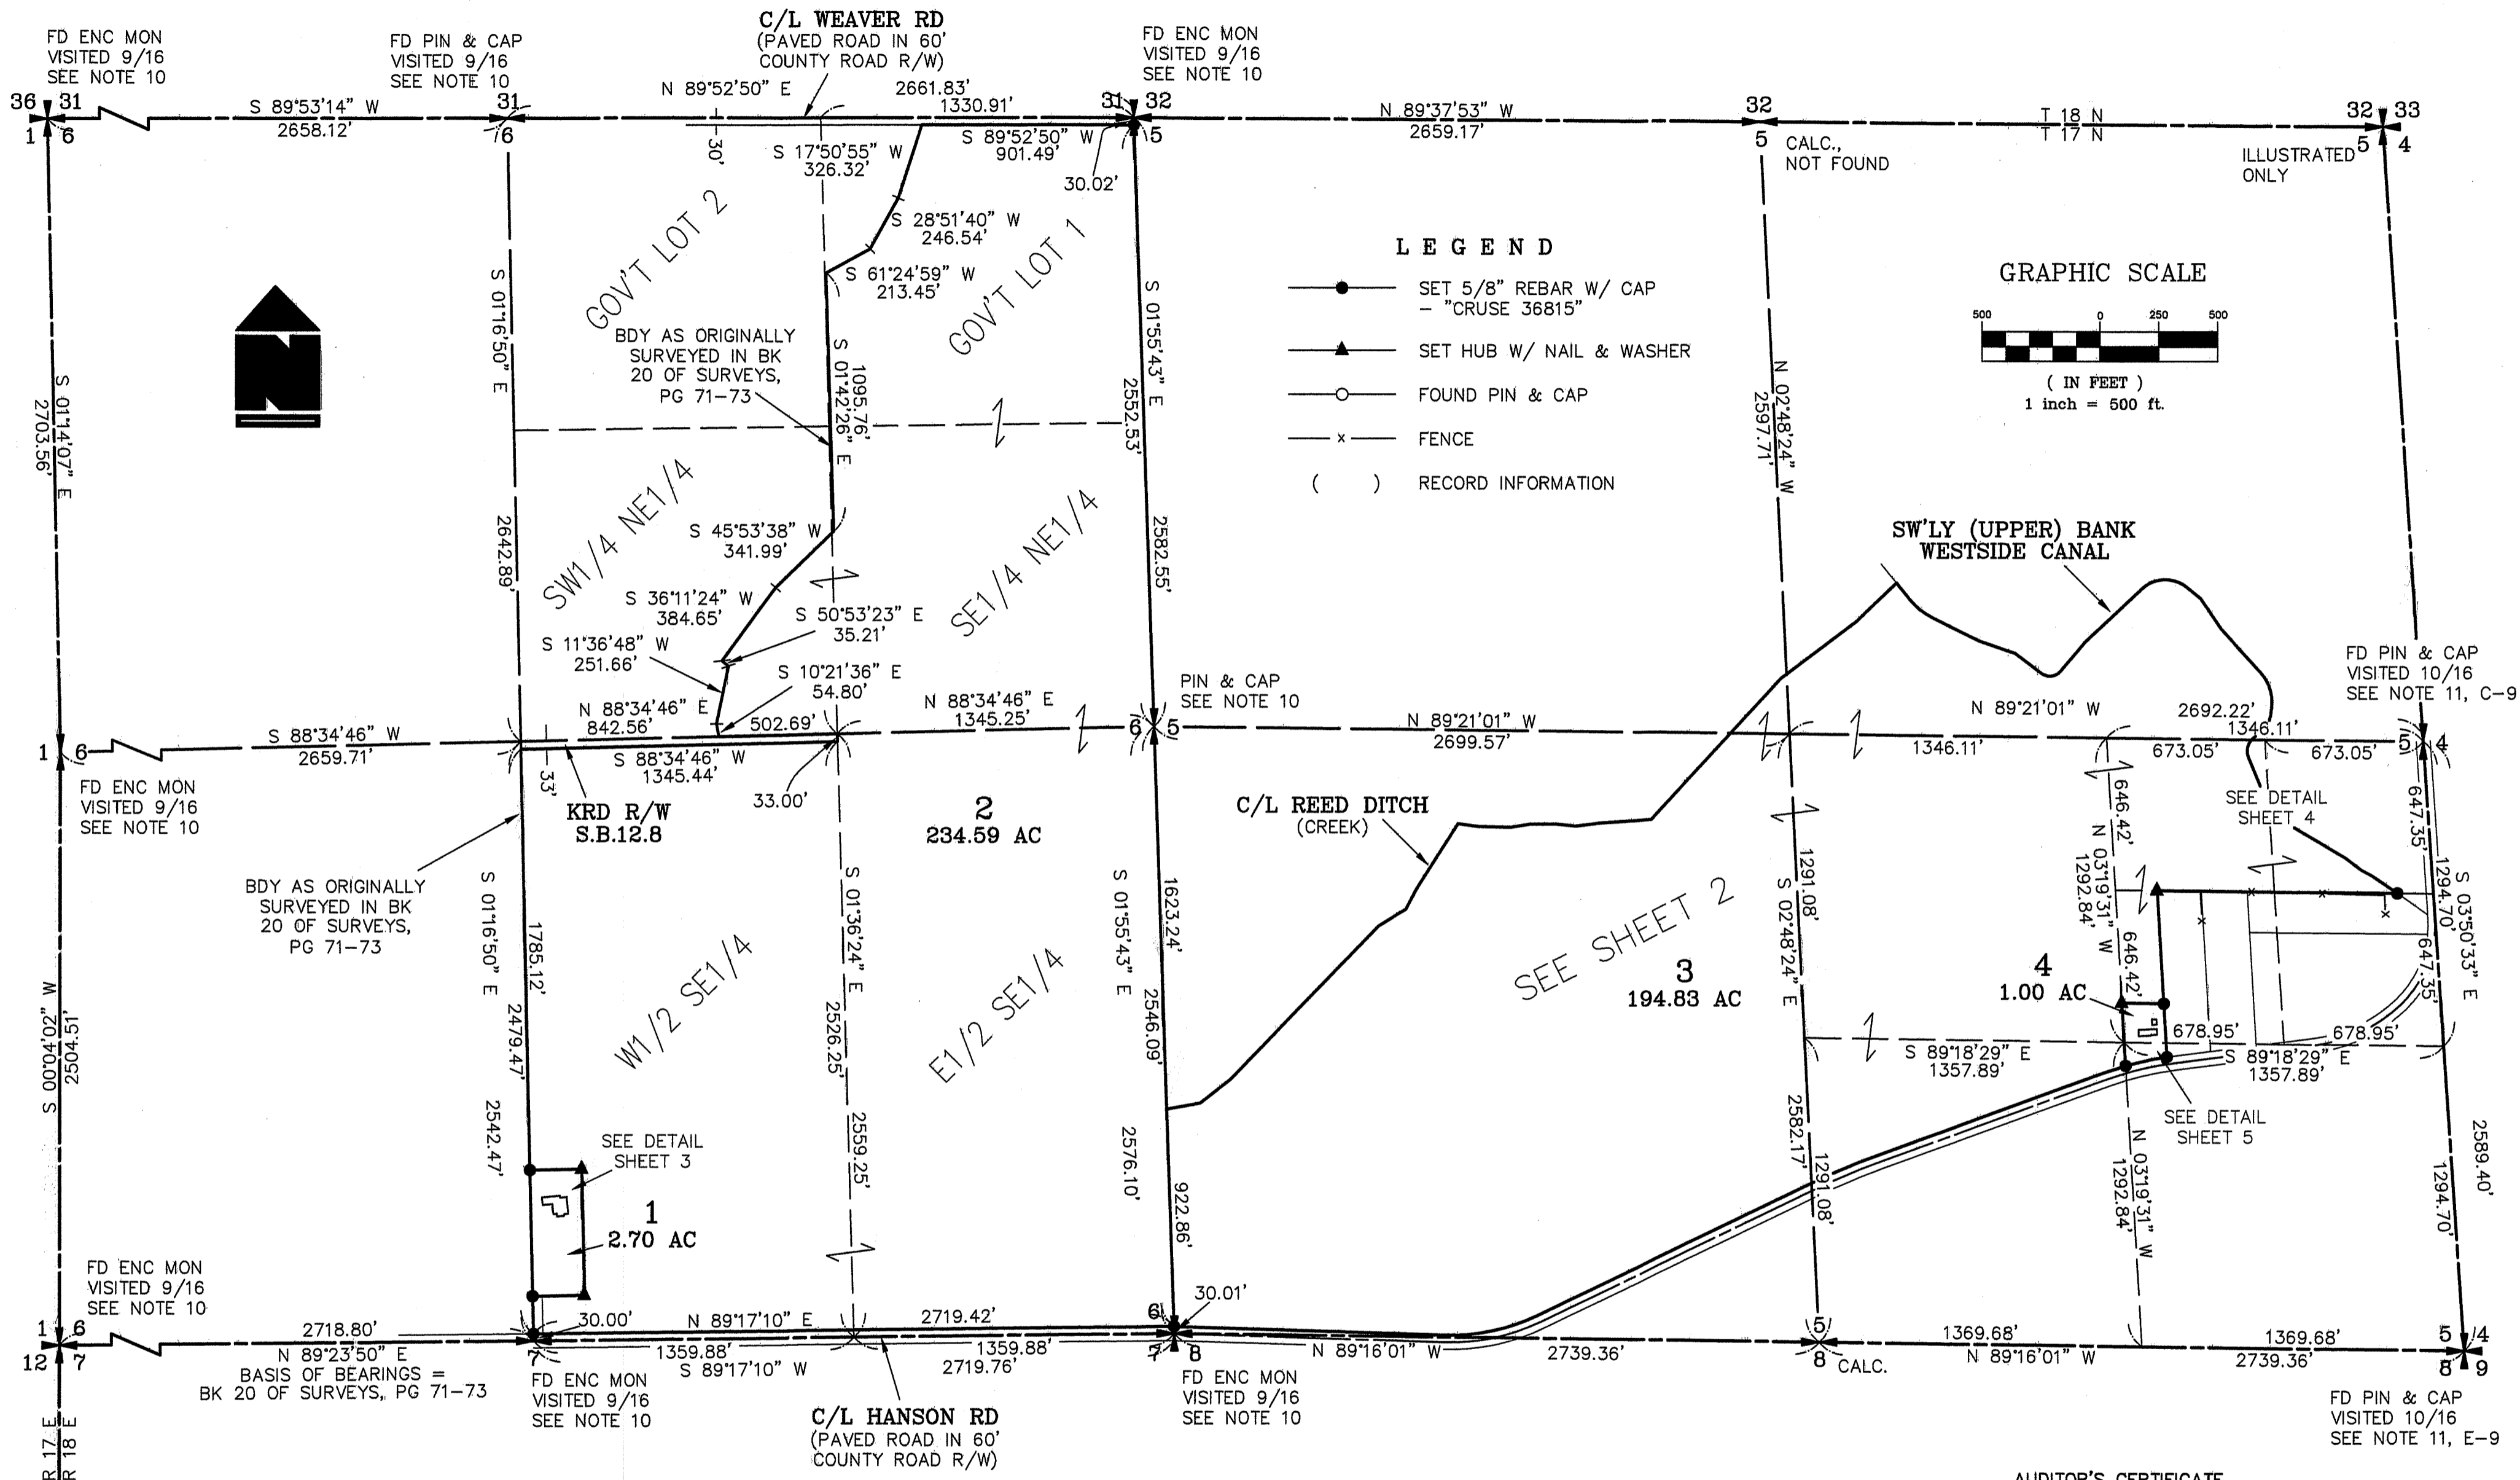 FD ENC MON
VISITED 9/16
SEE NOTE 10
FD PIN & CAP
VISITED 9/16
SEE NOTE 10
C/L WEAVER RD
(PAVED ROAD IN 60'
COUNTY ROAD R/W)
FD ENC MON
VISITED 9/16
SEE NOTE 10
36 31
1 6
S 89°53'14" W
2658.12'
31
6
N 89°52'50" E
2661.83'
1330.91'
31 32
5
S 89°52'50" W
901.49'
30.02'
30'
N 89°37'53" W
2659.17'
32
5
CALC.,
NOT FOUND
T 18 N
T 17 N
32 33
5 4
ILLUSTRATED
ONLY
S 17°50'55" W
326.32'
S 28°51'40" W
246.54'
S 61°24'59" W
213.45'
GOV'T LOT 2
GOV'T LOT 1
BDY AS ORIGINALLY
SURVEYED IN BK
20 OF SURVEYS,
PG 71-73
1095.76'
S 01°42'26" E
S 01°16'50" E
2642.89'
S 01°14'07" E
2703.56'
S 01°55'43" E
2552.53'
2582.55'
N
LEGEND
SET 5/8" REBAR W/ CAP
- "CRUSE 36815"
SET HUB W/ NAIL & WASHER
FOUND PIN & CAP
x FENCE
( ) RECORD INFORMATION
GRAPHIC SCALE
500 0 250 500
( IN FEET )
1 inch = 500 ft.
N 02°48'24" W
2597.71'
SW1/4 NE1/4
SE1/4 NE1/4
S 45°53'38" W
341.99'
S 36°11'24" W
384.65'
S 50°53'23" E
35.21'
S 11°36'48" W
251.66'
S 10°21'36" E
54.80'
SW'LY (UPPER) BANK
WESTSIDE CANAL
PIN & CAP
SEE NOTE 10
FD PIN & CAP
VISITED 10/16
SEE NOTE 11, C-9
1 6
S 88°34'46" W
2659.71'
N 88°34'46" E
842.56'
502.69'
N 88°34'46" E
1345.25'
6 5
N 89°21'01" W
2699.57'
N 89°21'01" W
2692.22'
1346.11'
1346.11'
673.05'
673.05'
5 4
S 88°34'46" W
1345.44'
33'
33.00'
KRD R/W
S.B.12.8
FD ENC MON
VISITED 9/16
SEE NOTE 10
2
234.59 AC
C/L REED DITCH
(CREEK)
SEE DETAIL
SHEET 4
BDY AS ORIGINALLY
SURVEYED IN BK
20 OF SURVEYS,
PG 71-73
S 00°04'02" W
2504.51'
S 01°16'50" E
1785.12'
2479.47'
2542.47'
W1/2 SE1/4
S 01°36'24" E
2526.25'
2559.25'
E1/2 SE1/4
S 01°55'43" E
1623.24'
2546.09'
2576.10'
922.86'
SEE SHEET 2
3
194.83 AC
1291.08'
S 02°48'24" E
2582.17'
1291.08'
646.42'
N 03°19'31" W
1292.84'
646.42'
4
1.00 AC
647.35'
1294.70'
S 03°50'33" E
647.35'
678.95'
678.95'
S 89°18'29" E
1357.89'
S 89°18'29" E
1357.89'
SEE DETAIL
SHEET 5
N 03°19'31" W
1292.84'
2589.40'
1294.70'
SEE DETAIL
SHEET 3
1
2.70 AC
FD ENC MON
VISITED 9/16
SEE NOTE 10
1 6
12 7
2718.80'
N 89°23'50" E
BASIS OF BEARINGS =
BK 20 OF SURVEYS, PG 71-73
30.00'
7
N 89°17'10" E
2719.42'
1359.88'
1359.88'
S 89°17'10" W
2719.76'
6
7 8
30.01'
N 89°16'01" W
2739.36'
5
8
CALC.
1369.68'
1369.68'
N 89°16'01" W
2739.36'
5 4
8 9
R 17 E
R 18 E
FD ENC MON
VISITED 9/16
SEE NOTE 10
C/L HANSON RD
(PAVED ROAD IN 60'
COUNTY ROAD R/W)
FD ENC MON
VISITED 9/16
SEE NOTE 10
FD PIN & CAP
VISITED 10/16
SEE NOTE 11, E-9
AUDITOR'S CERTIFICATE